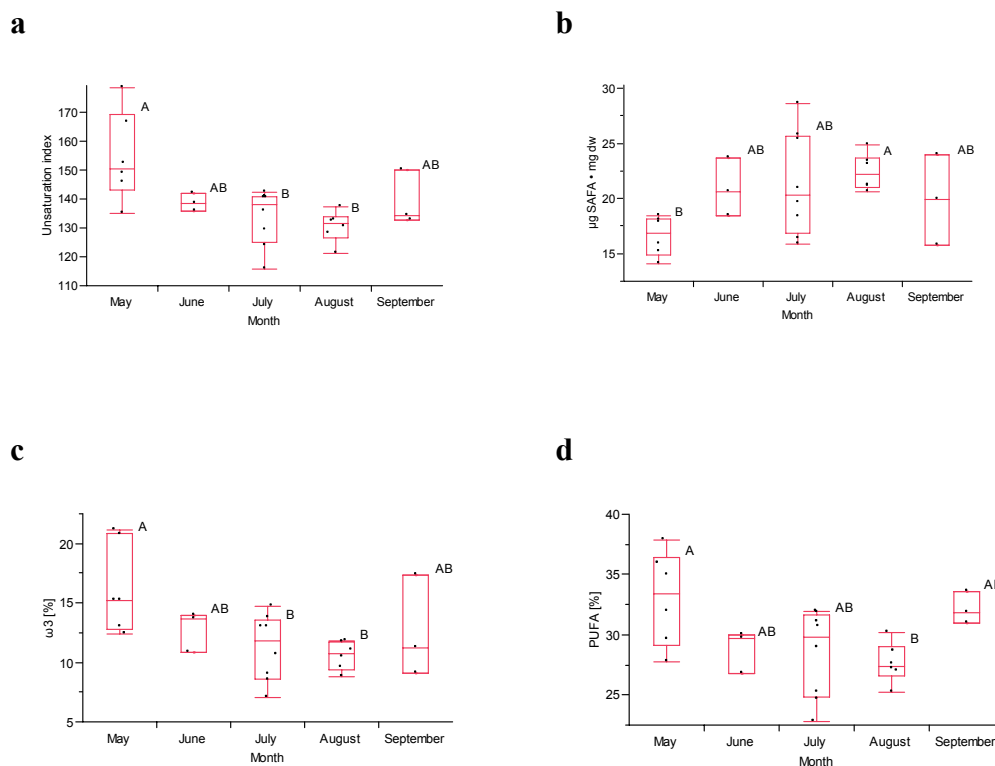 a
Unsaturation index
170
160
150
140
130
120
110
A
AB
B
B
AB
May June July August September
Month
b
µg SAFA • mg dw
30
25
20
15
B
AB
AB
A
AB
May June July August September
Month
c
ω3 [%]
20
15
10
5
A
AB
B
B
AB
May June July August September
Month
d
PUFA [%]
40
35
30
25
A
AB
AB
B
AB
May June July August September
Month